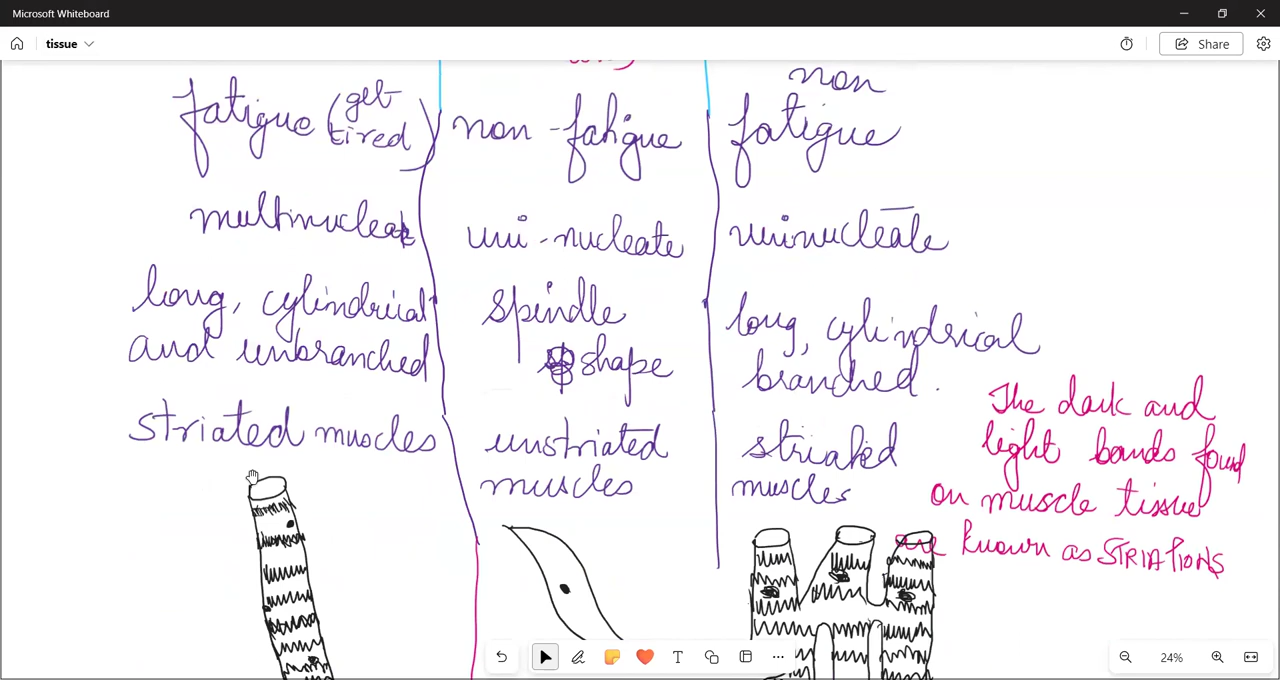 Microsoft Whiteboard
tissue
Share
non
fatigue (get tired)
non-fatigue
fatigue
multinucleate
uni-nucleate
uninucleate
long, cylindrical
and unbranched
spindle
shape
long, cylindrical
branched.
striated muscles
unstriated
muscles
striated
muscles
The dark and
light bands found
on muscle tissue
are known as STRIATIONS
24%